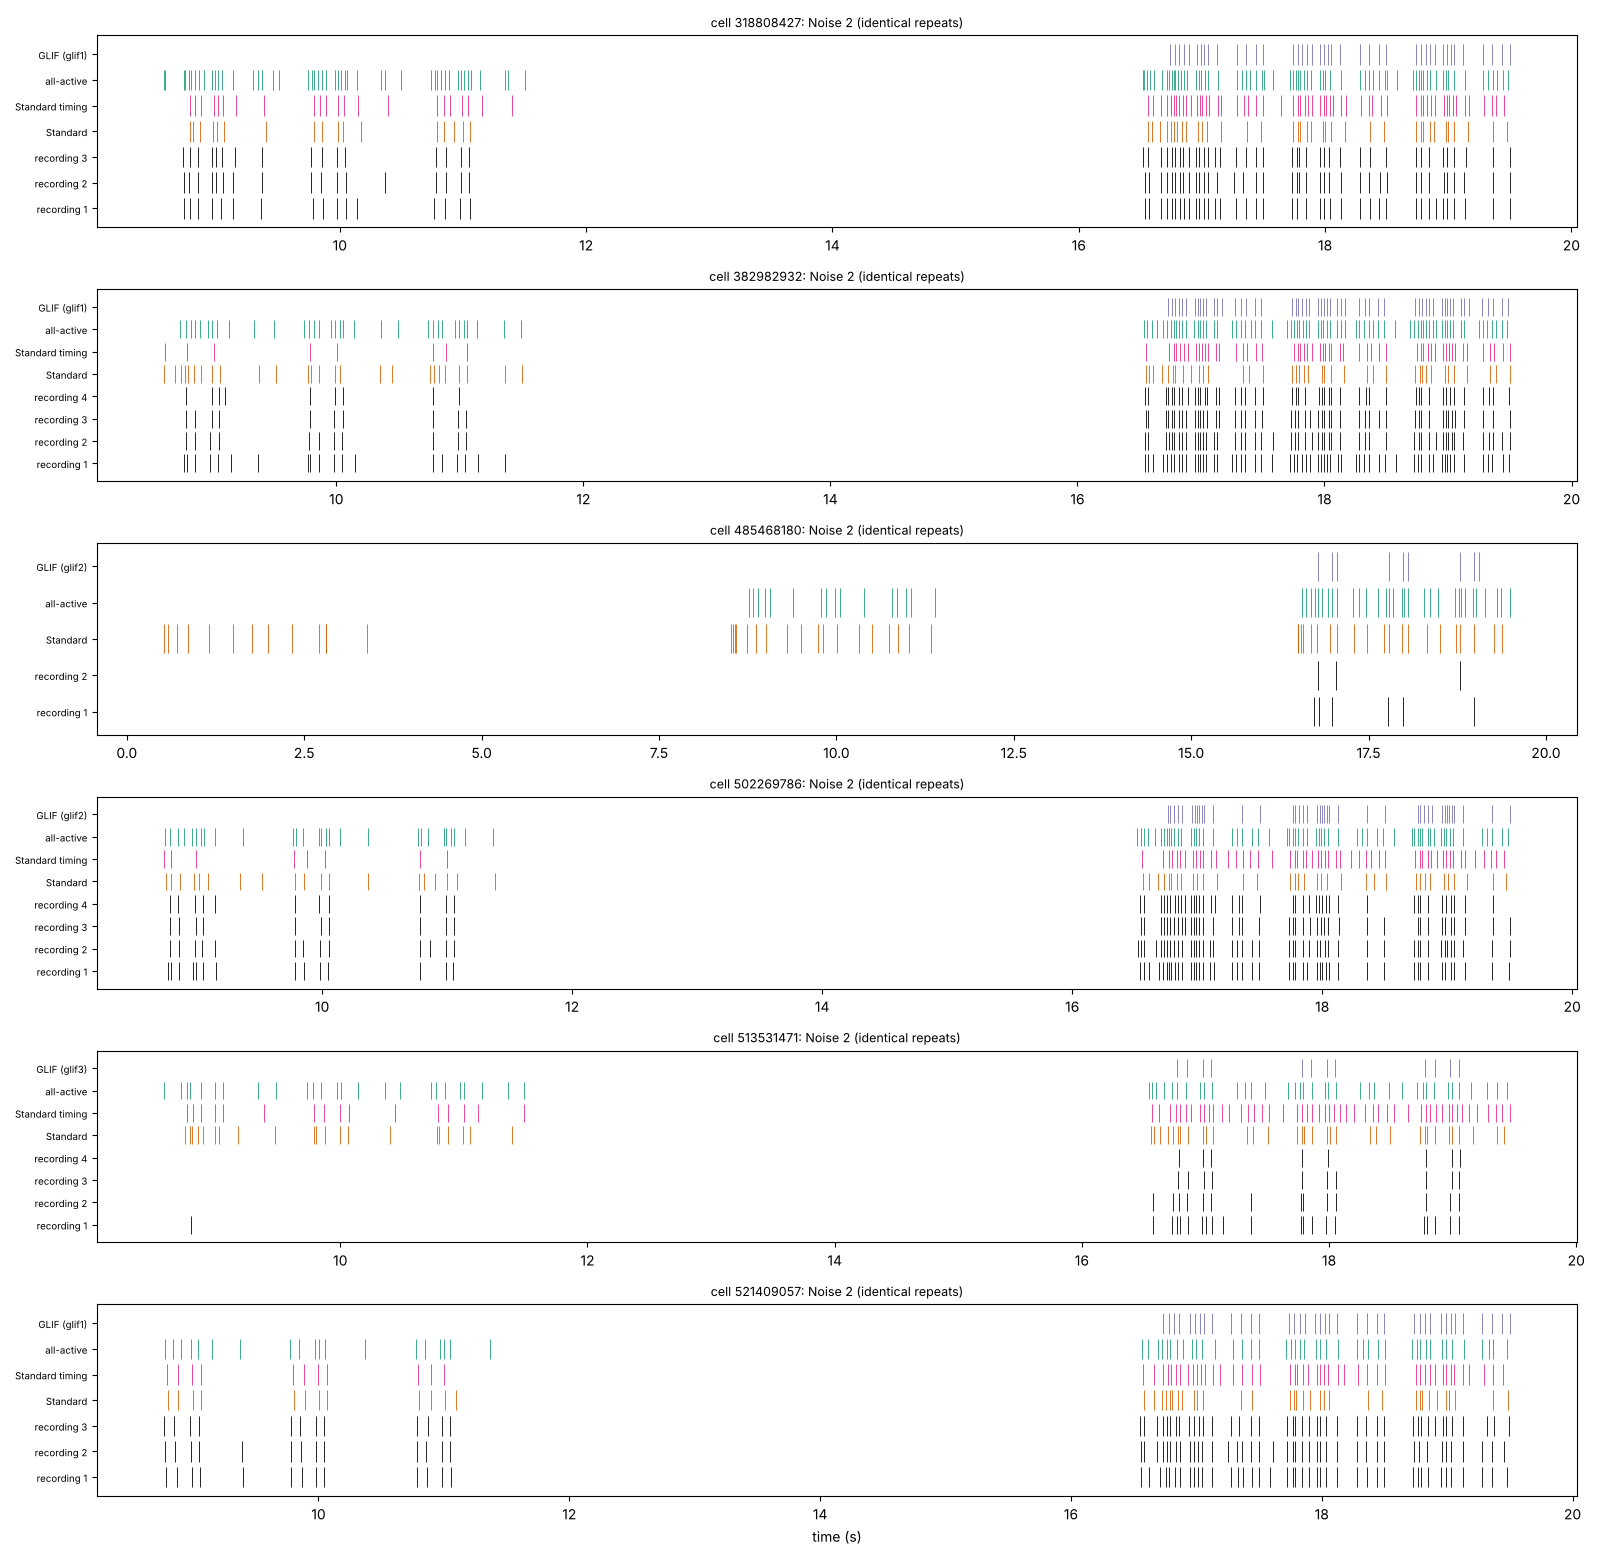 cell 318808427: Noise 2 (identical repeats)
GLIF (glif1)
all-active
Standard timing
Standard
recording 3
recording 2
recording 1
10 12 14 16 18 20
cell 382982932: Noise 2 (identical repeats)
GLIF (glif1)
all-active
Standard timing
Standard
recording 4
recording 3
recording 2
recording 1
10 12 14 16 18 20
cell 485468180: Noise 2 (identical repeats)
GLIF (glif2)
all-active
Standard
recording 2
recording 1
0.0 2.5 5.0 7.5 10.0 12.5 15.0 17.5 20.0
cell 502269786: Noise 2 (identical repeats)
GLIF (glif2)
all-active
Standard timing
Standard
recording 4
recording 3
recording 2
recording 1
10 12 14 16 18 20
cell 513531471: Noise 2 (identical repeats)
GLIF (glif3)
all-active
Standard timing
Standard
recording 4
recording 3
recording 2
recording 1
10 12 14 16 18 20
cell 521409057: Noise 2 (identical repeats)
GLIF (glif1)
all-active
Standard timing
Standard
recording 3
recording 2
recording 1
10 12 14 16 18 20
time (s)